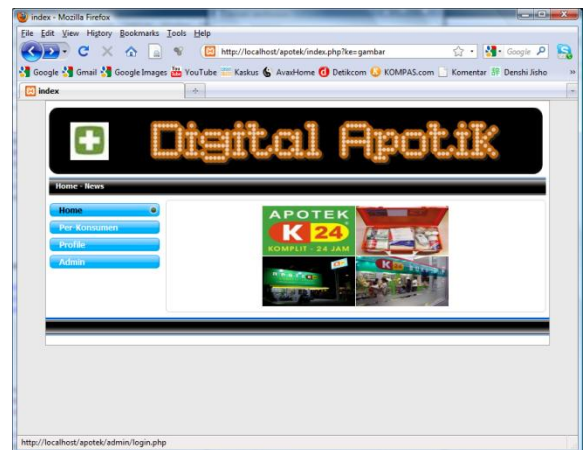 index - Mozilla Firefox
File Edit View History Bookmarks Tools Help
http://localhost/apotek/index.php?ke=gambar
Google
Google Gmail Google Images YouTube Kaskus AvaxHome Detikcom KOMPAS.com Komentar Denshi Jisho »
index
Digital Apotik
Home - News
Home
Per-Konsumen
Profile
Admin
APOTEK
K 24
KOMPLIT - 24 JAM
http://localhost/apotek/admin/login.php